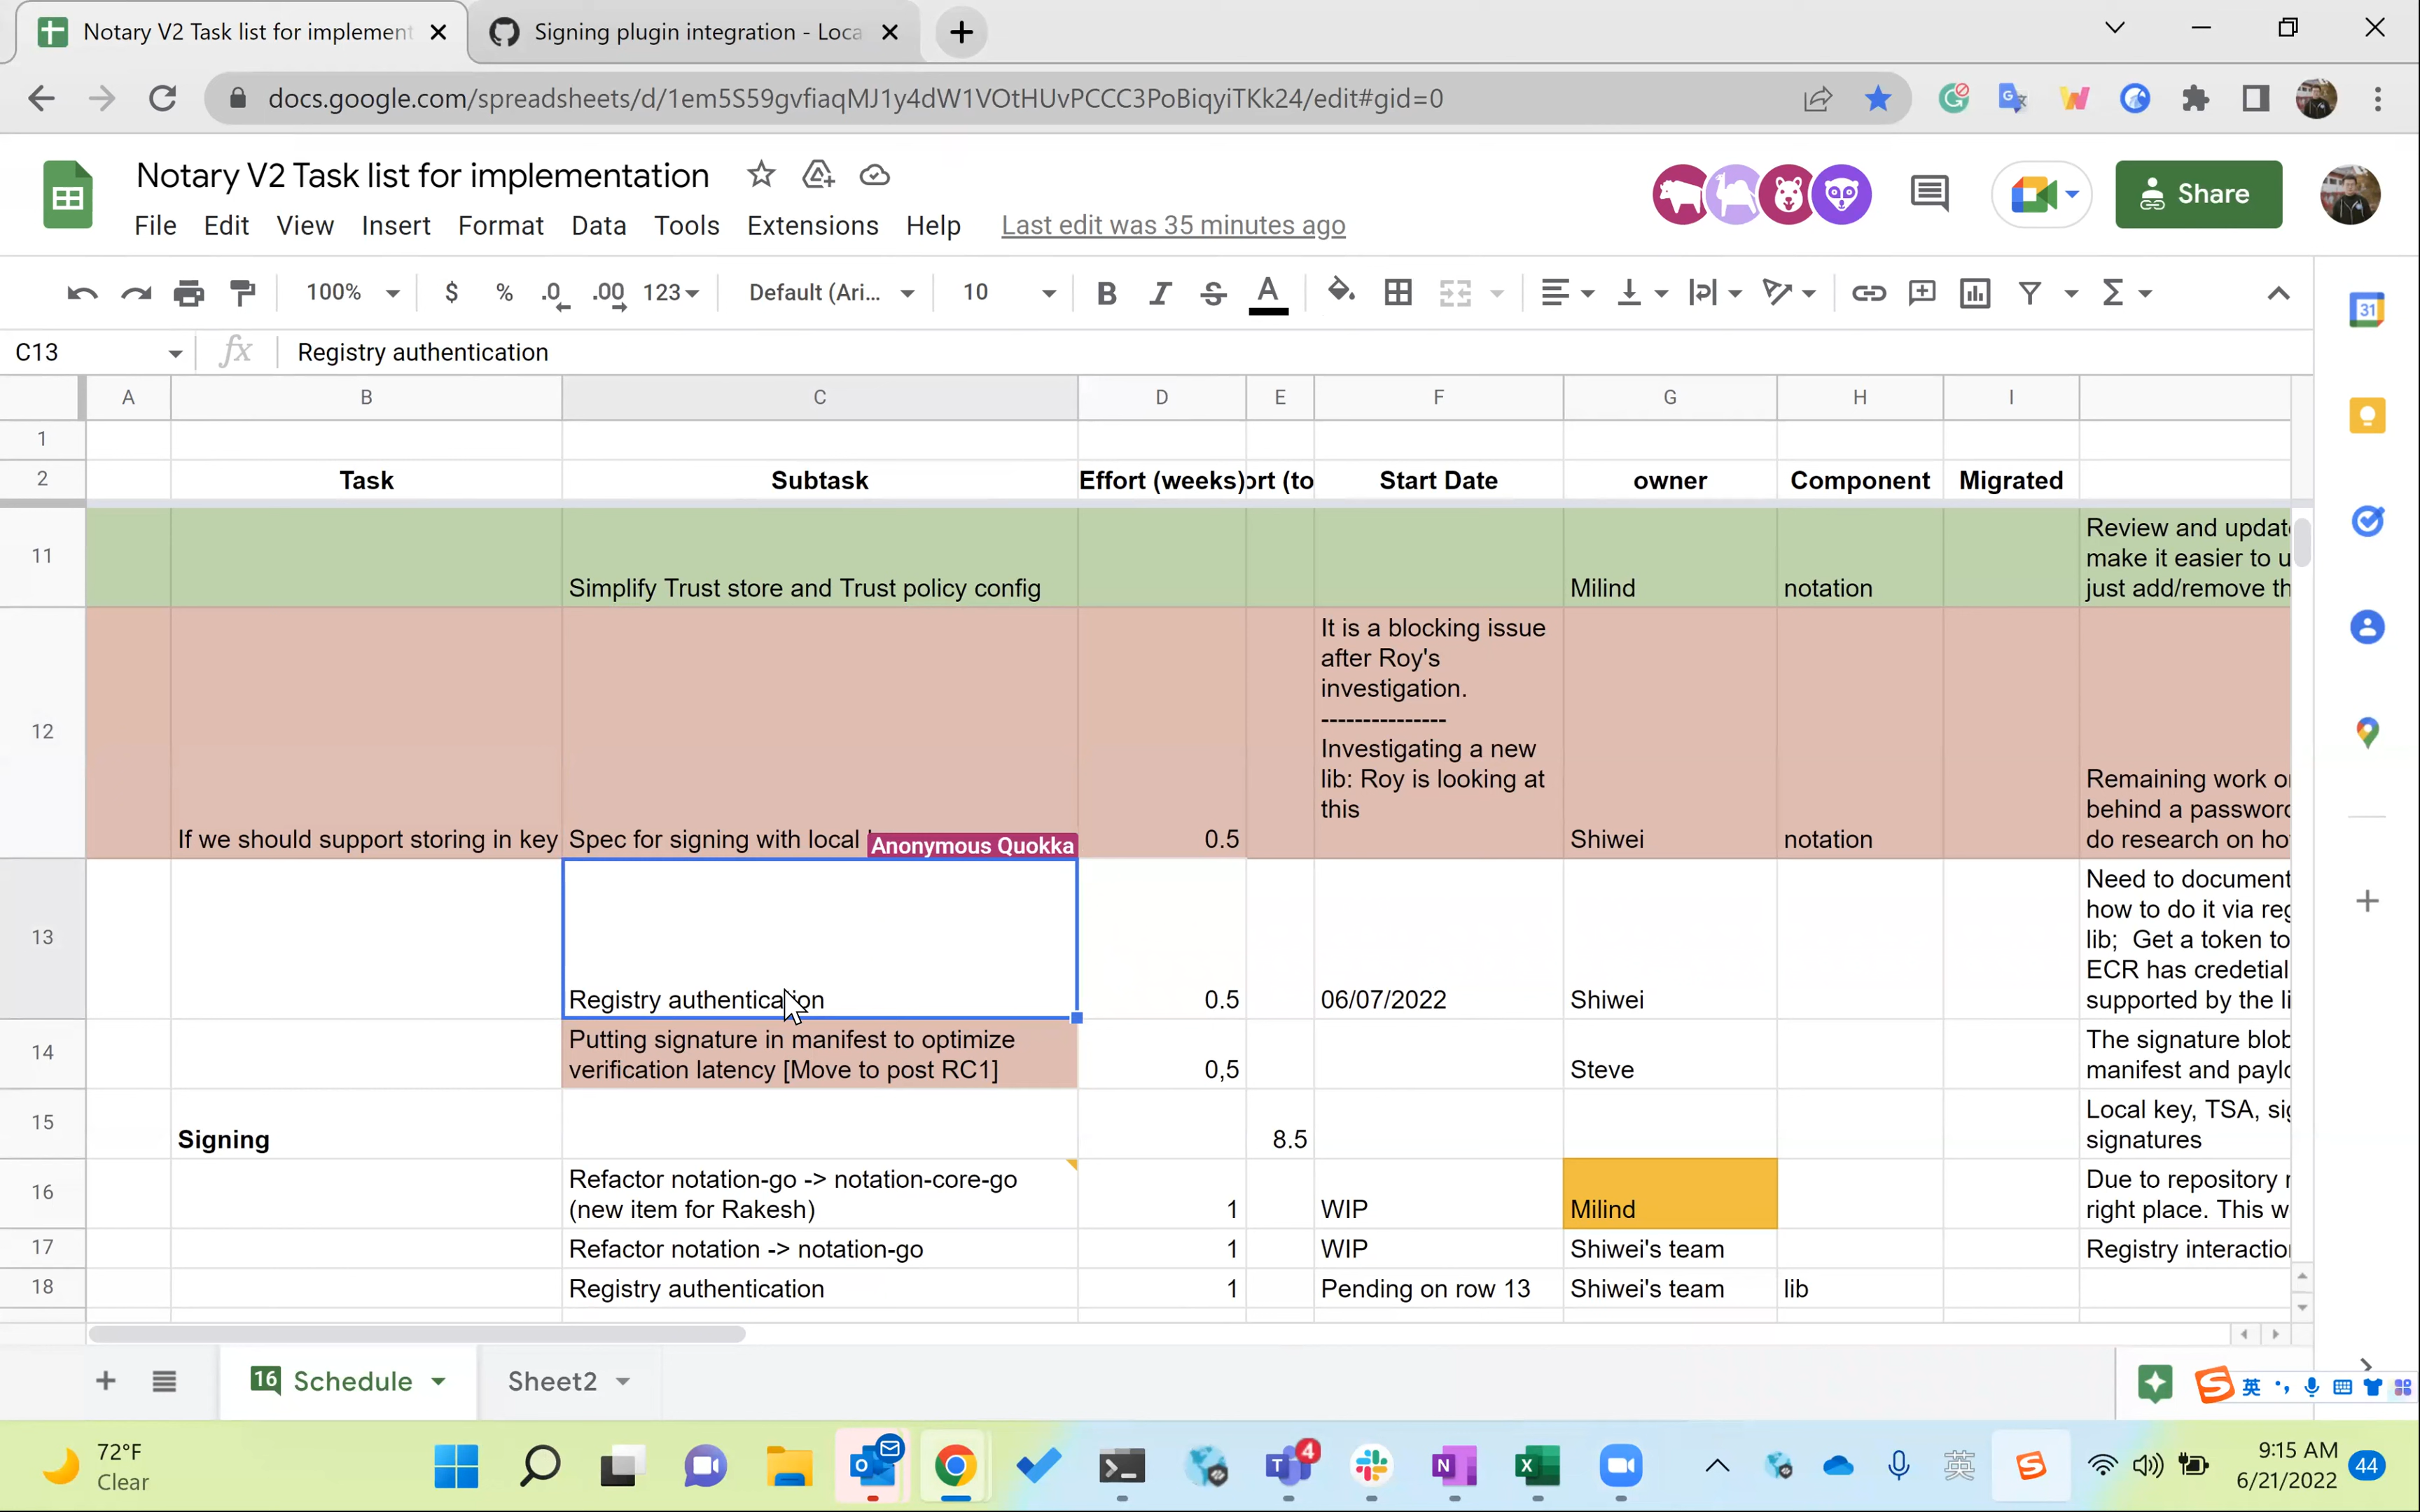 Notary V2 Task list for implement
Signing plugin integration - Loca
docs.google.com/spreadsheets/d/1em5S59gvfiaqMJ1y4dW1VOtHUvPCCC3PoBiqyiTKk24/edit#gid=0
Notary V2 Task list for implementation
Share
File Edit View Insert Format Data Tools Extensions Help Last edit was 35 minutes ago
100% $ % .0 .00 123 Default (Ari... 10 B I S A
C13 fx Registry authentication
A B C D E F G H I
1
2 Task Subtask Effort (weeks) ort (to Start Date owner Component Migrated
11 Simplify Trust store and Trust policy config Milind notation
Review and updat
make it easier to u
just add/remove th
12 If we should support storing in key Spec for signing with local 0.5
It is a blocking issue
after Roy's
investigation.
---------------
Investigating a new
lib: Roy is looking at
this
Shiwei notation
Remaining work o
behind a password
do research on ho
Anonymous Quokka
13 Registry authentication 0.5 06/07/2022 Shiwei
Need to document
how to do it via reg
lib; Get a token to
ECR has credetial
supported by the li
14 Putting signature in manifest to optimize
verification latency [Move to post RC1] 0,5 Steve
The signature blob
manifest and paylo
15 Signing 8.5
Local key, TSA, sig
signatures
16 Refactor notation-go -> notation-core-go
(new item for Rakesh) 1 WIP Milind
Due to repository r
right place. This w
17 Refactor notation -> notation-go 1 WIP Shiwei's team Registry interaction
18 Registry authentication 1 Pending on row 13 Shiwei's team lib
16 Schedule Sheet2
英
72°F
Clear
4
英
9:15 AM
6/21/2022
44